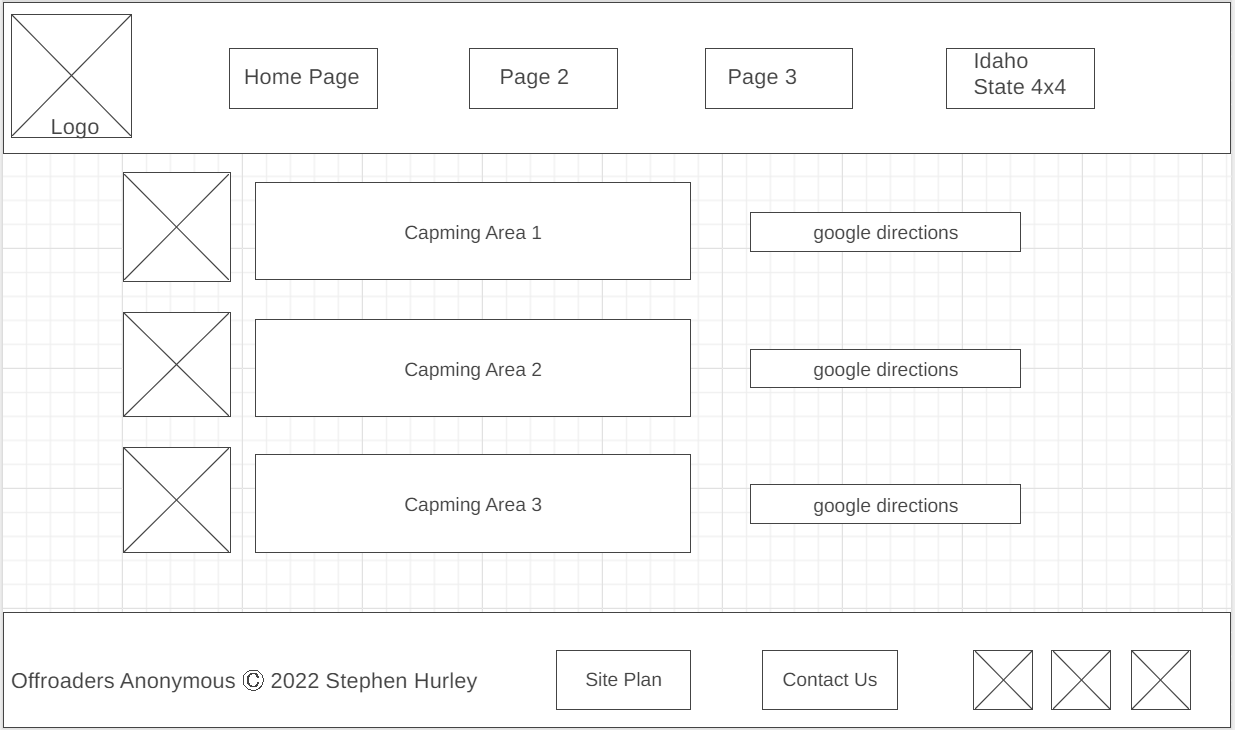 Logo
Home Page
Page 2
Page 3
Idaho
State 4x4
Capming Area 1
google directions
Capming Area 2
google directions
Capming Area 3
google directions
Offroaders Anonymous © 2022 Stephen Hurley
Site Plan
Contact Us